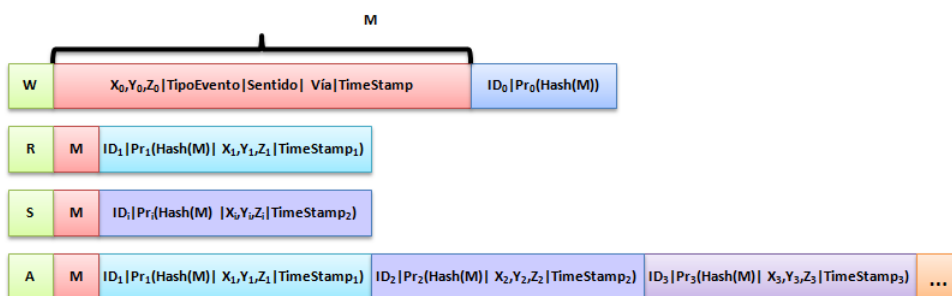 M
W X₀,Y₀,Z₀|TipoEvento|Sentido| Vía|TimeStamp ID₀|Pr₀(Hash(M))
R M ID₁|Pr₁(Hash(M)| X₁,Y₁,Z₁|TimeStamp₁)
S M IDᵢ|Prᵢ(Hash(M) |Xᵢ,Yᵢ,Zᵢ|TimeStamp₂)
A M ID₁|Pr₁(Hash(M)| X₁,Y₁,Z₁|TimeStamp₁) ID₂|Pr₂(Hash(M)| X₂,Y₂,Z₂|TimeStamp₂) ID₃|Pr₃(Hash(M)| X₃,Y₃,Z₃|TimeStamp₃) ...